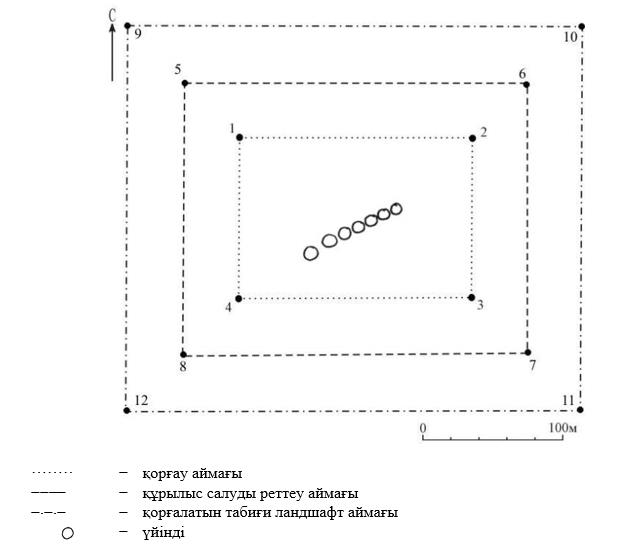 С
9
10
5
6
1
2
4
3
8
7
12
11
0 100м
........ – қорғау аймағы
---- – құрылыс салуды реттеу аймағы
–·–·– – қорғалатын табиғи ландшафт аймағы
– үйінді